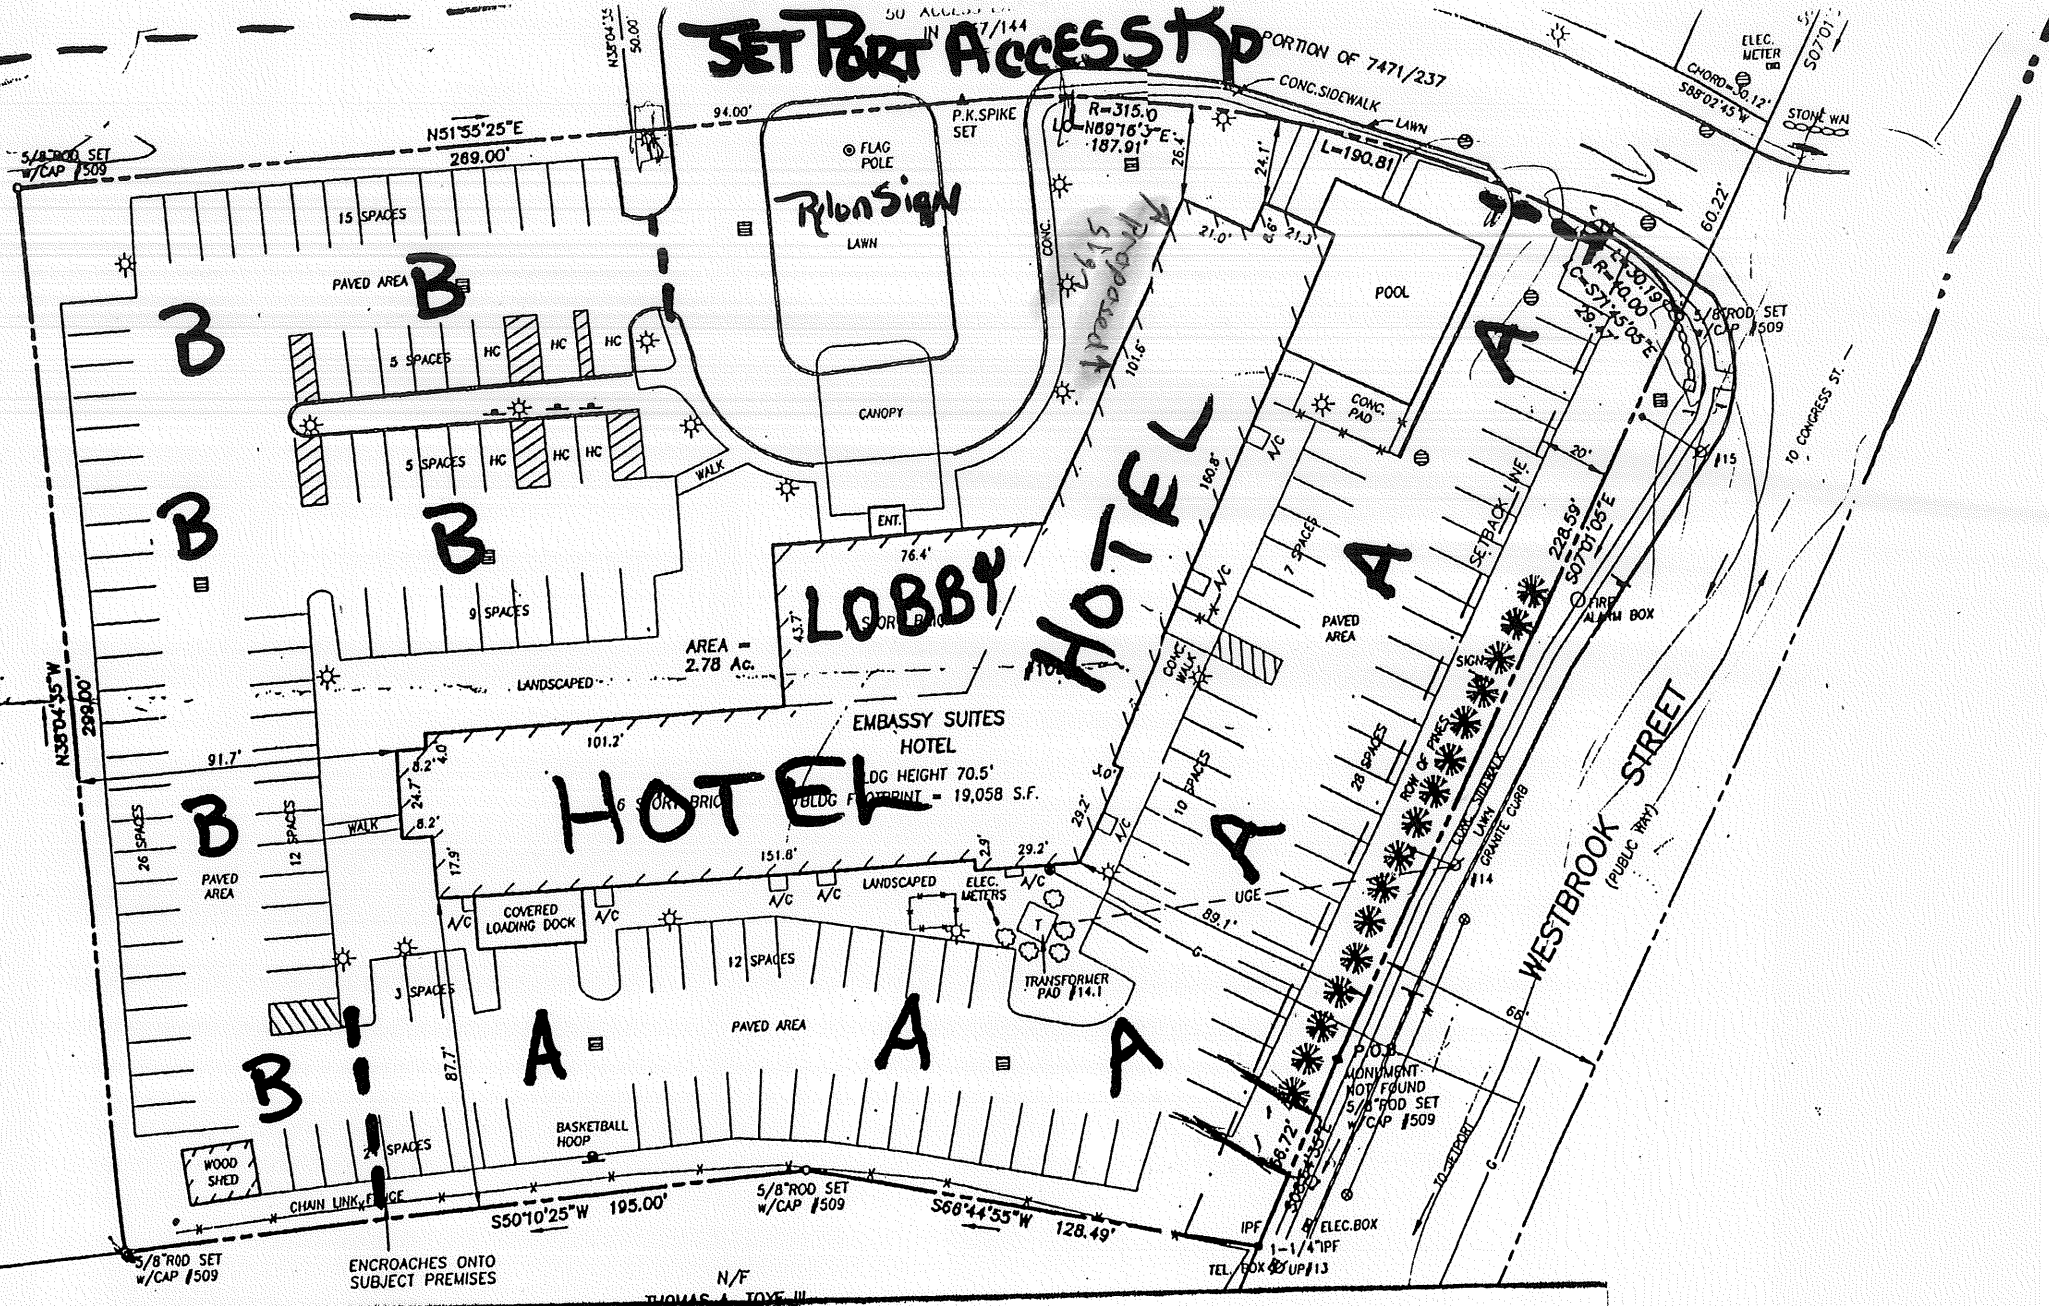 SET PORT ACCESS RD
PORTION OF 7471/237
ELEC.
METER
CHORD=50.12'
S88°02'45"W
STONE WAL
N38°04'35
50.00'
94.00'
P.K.SPIKE
SET
R=315.0
187.91'
CONC.SIDEWALK
LAWN
L=190.81
N51°55'25"E
269.00'
5/8"ROD SET
w/CAP #509
FLAG
POLE
Pylon Sign
LAWN
CONC.
Proposed
Sign
26.4'
24.1'
21.0'
8.6'
21.3'
60.22'
15 SPACES
PAVED AREA
B
B
5 SPACES
HC
HC
HC
5 SPACES
HC
HC
HC
WALK
CANOPY
ENT.
76.4'
101.6'
POOL
CONC.
PAD
A/C
160.8'
A
L=30.19'
R=40.00
C=S71°45'05"E
5/8"ROD SET
w/CAP #509
#15
TO CONGRESS ST.
20'
SETBACK LINE
228.59'
S07°01'05"E
B
B
9 SPACES
LOBBY
43.7'
AREA =
2.78 Ac.
LANDSCAPED
HOTEL
7 SPACES
A/C
A
PAVED
AREA
CONC.
WALK
FIRE
ALARM BOX
SIGN
ROW OF PINES
N38°04'35"W
299.00'
91.7'
101.2'
4.0'
8.2'
24.7'
8.2'
17.9'
EMBASSY SUITES
HOTEL
BLDG HEIGHT 70.5'
BLDG FOOTPRINT = 19,058 S.F.
6 STORY BRICK
HOTEL
5.0'
29.2'
A/C
10 SPACES
28 SPACES
CONC. SIDEWALK
LAWN
GRANITE CURB
WESTBROOK STREET
(PUBLIC WAY)
26 SPACES
B
12 SPACES
WALK
PAVED
AREA
151.8'
2.9'
29.2'
A/C
COVERED
LOADING DOCK
A/C
A/C
A/C
LANDSCAPED
ELEC.
METERS
A/C
A
UGE
#14
89.1'
G
T
TRANSFORMER
PAD #14.1
3 SPACES
12 SPACES
PAVED AREA
A
A
A
B
87.7'
66'
W
P.O.B.
MONUMENT
NOT FOUND
5/8"ROD SET
w/CAP #509
WOOD
SHED
SPACES
BASKETBALL
HOOP
CHAIN LINK FENCE
S50°10'25"W 195.00'
5/8"ROD SET
w/CAP #509
S66°44'55"W 128.49'
66.72'
TO JETPORT
G
IPF
ELEC.BOX
1-1/4"IPF
TEL. BOX
UP#13
5/8"ROD SET
w/CAP #509
ENCROACHES ONTO
SUBJECT PREMISES
N/F
THOMAS A. TOYE III